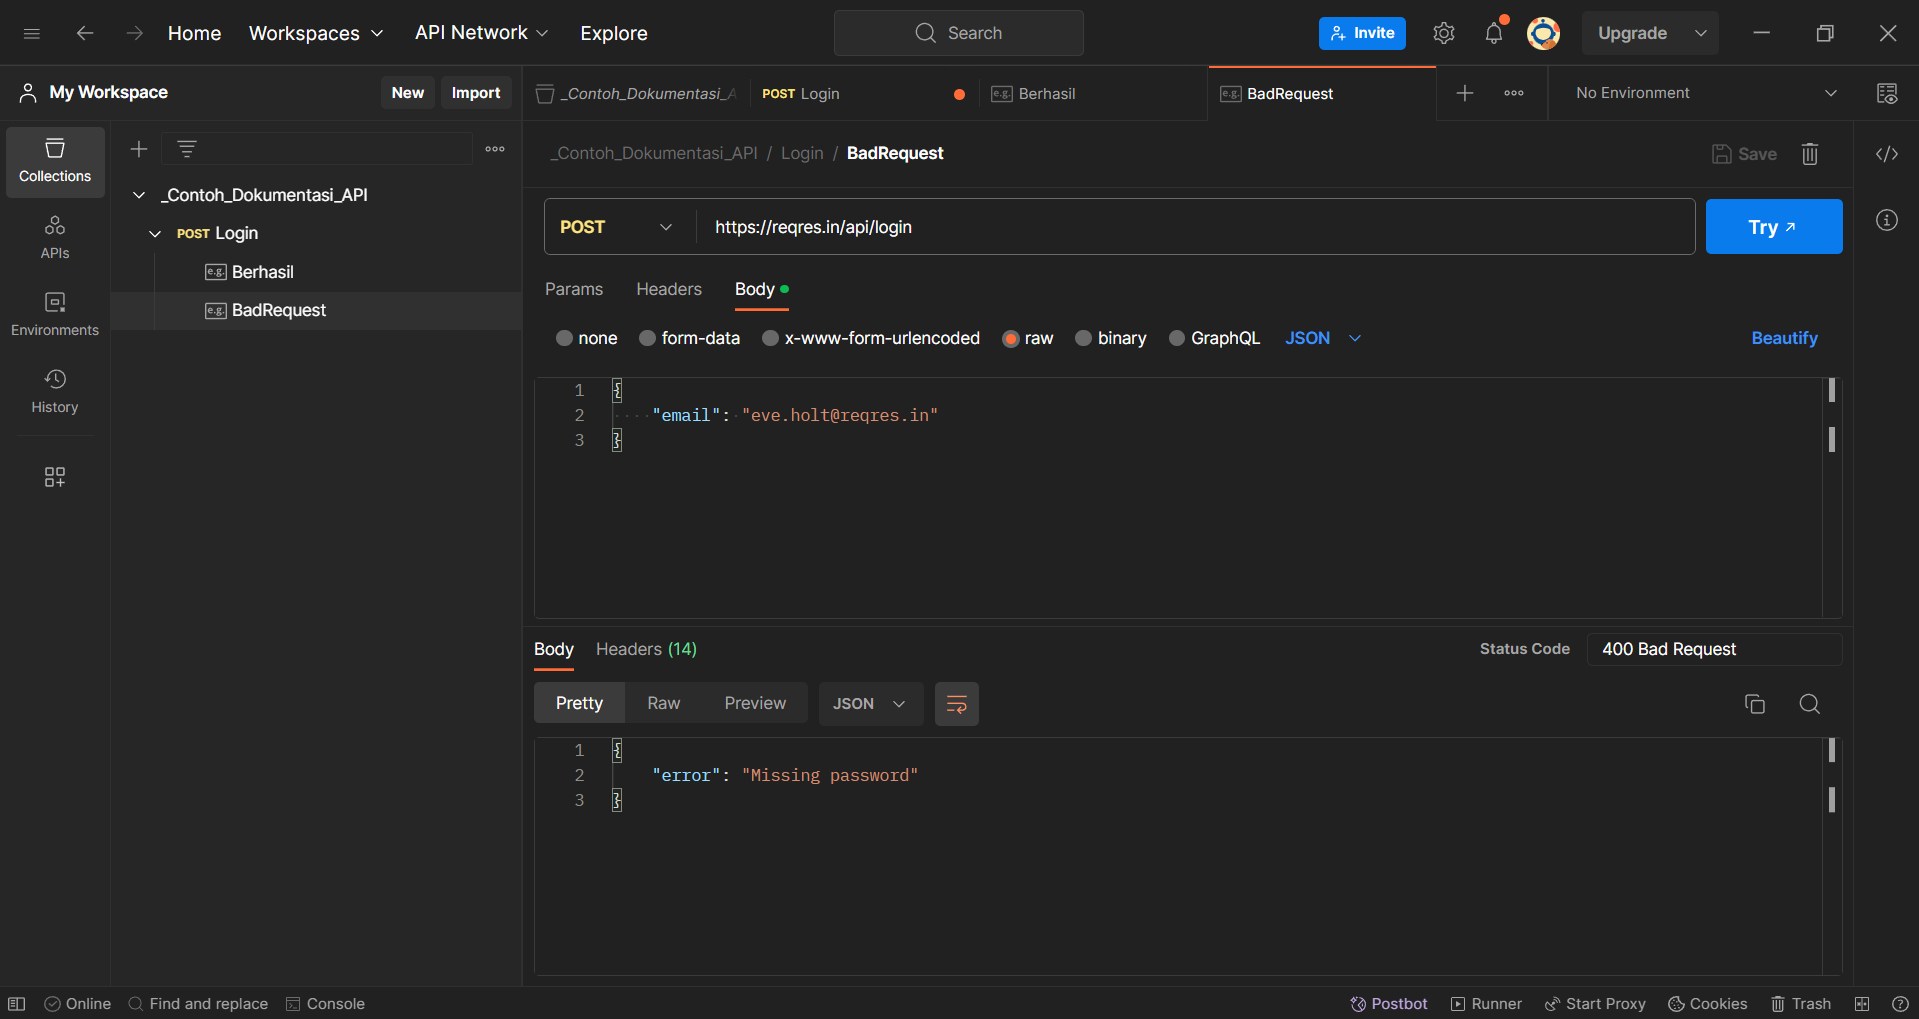 Home Workspaces API Network Explore Search Invite Upgrade
My Workspace New Import
_Contoh_Dokumentasi_A POST Login e.g. Berhasil e.g. BadRequest No Environment
Collections
APIs
Environments
History
_Contoh_Dokumentasi_API
POST Login
e.g. Berhasil
e.g. BadRequest
_Contoh_Dokumentasi_API / Login / BadRequest Save
POST https://reqres.in/api/login Try
Params Headers Body
none form-data x-www-form-urlencoded raw binary GraphQL JSON Beautify
1 {
2 "email": "eve.holt@reqres.in"
3 }
Body Headers (14) Status Code 400 Bad Request
Pretty Raw Preview JSON
1 {
2 "error": "Missing password"
3 }
Online Find and replace Console Postbot Runner Start Proxy Cookies Trash